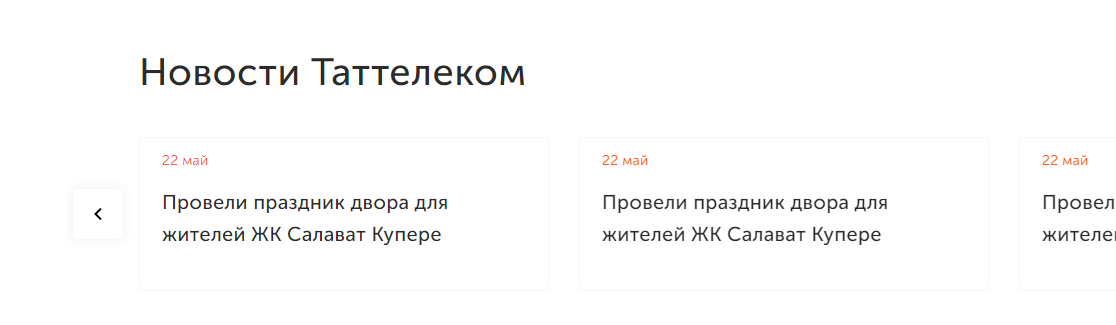 Новости Таттелеком
22 май
Провели праздник двора для
жителей ЖК Салават Купере
22 май
Провели праздник двора для
жителей ЖК Салават Купере
22 май